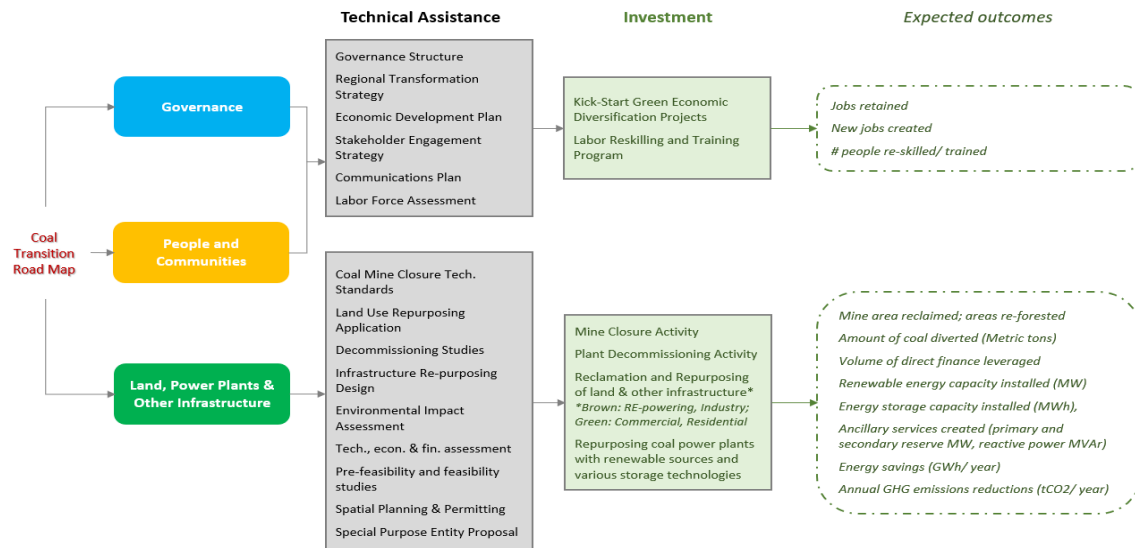 Technical Assistance
Investment
Expected outcomes
Coal
Transition
Road Map
Governance
People and
Communities
Land, Power Plants &
Other Infrastructure
Governance Structure
Regional Transformation
Strategy
Economic Development Plan
Stakeholder Engagement
Strategy
Communications Plan
Labor Force Assessment
Kick-Start Green Economic
Diversification Projects
Labor Reskilling and Training
Program
Jobs retained
New jobs created
# people re-skilled/ trained
Coal Mine Closure Tech.
Standards
Land Use Repurposing
Application
Decommissioning Studies
Infrastructure Re-purposing
Design
Environmental Impact
Assessment
Tech., econ. & fin. assessment
Pre-feasibility and feasibility
studies
Spatial Planning & Permitting
Special Purpose Entity Proposal
Mine Closure Activity
Plant Decommissioning Activity
Reclamation and Repurposing
of land & other infrastructure*
*Brown: RE-powering, Industry;
Green: Commercial, Residential
Repurposing coal power plants
with renewable sources and
various storage technologies
Mine area reclaimed; areas re-forested
Amount of coal diverted (Metric tons)
Volume of direct finance leveraged
Renewable energy capacity installed (MW)
Energy storage capacity installed (MWh),
Ancillary services created (primary and
secondary reserve MW, reactive power MVAr)
Energy savings (GWh/ year)
Annual GHG emissions reductions (tCO2/ year)